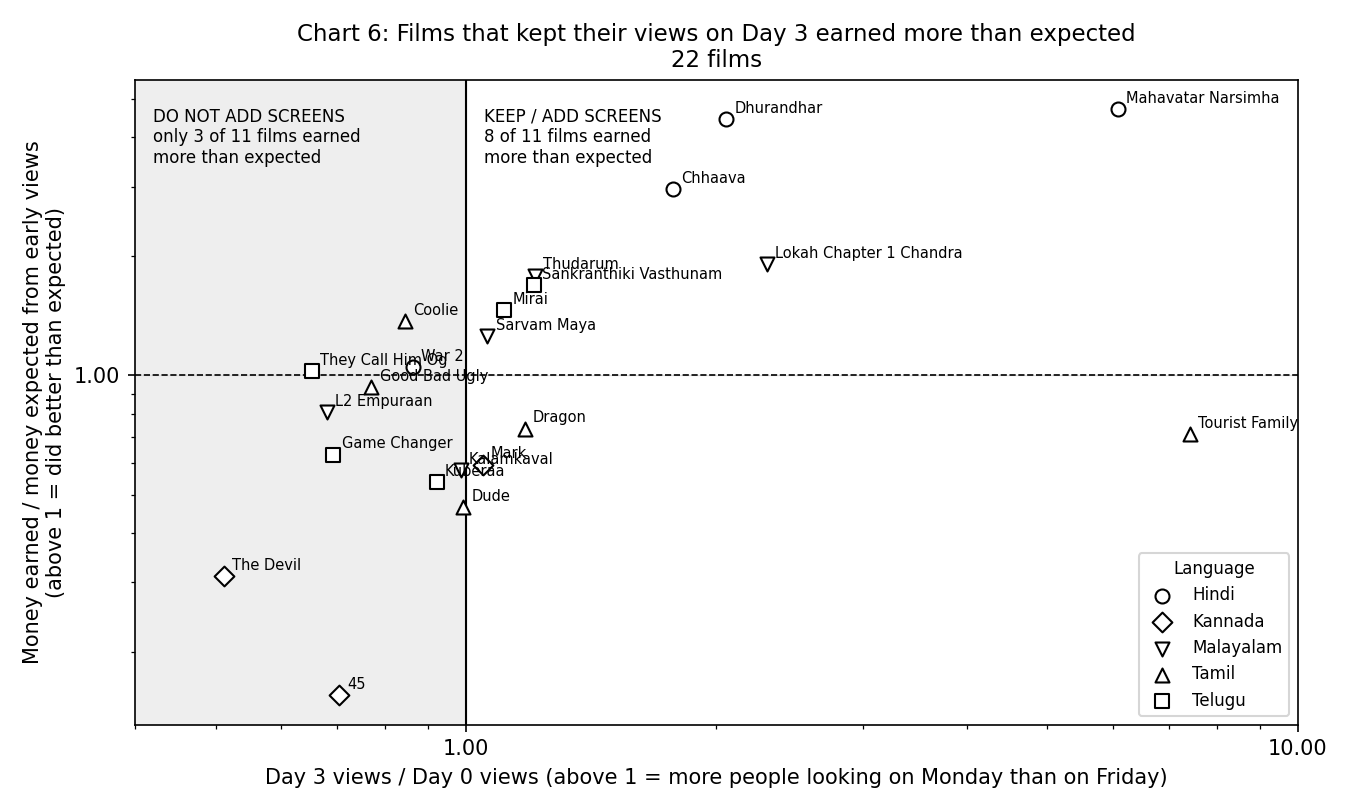 Chart 6: Films that kept their views on Day 3 earned more than expected
22 films
Money earned / money expected from early views
(above 1 = did better than expected)
DO NOT ADD SCREENS
only 3 of 11 films earned
more than expected
KEEP / ADD SCREENS
8 of 11 films earned
more than expected
Dhurandhar
Mahavatar Narsimha
Chhaava
Lokah Chapter 1 Chandra
Thudarum
Sankranthiki Vasthunam
Mirai
Coolie
Sarvam Maya
War 2
They Call Him Og
1.00
Good Bad Ugly
L2 Empuraan
Dragon
Tourist Family
Game Changer
Mark
Kalamkaval
Kuberaa
Dude
The Devil
45
Language
Hindi
Kannada
Malayalam
Tamil
Telugu
1.00
10.00
Day 3 views / Day 0 views (above 1 = more people looking on Monday than on Friday)